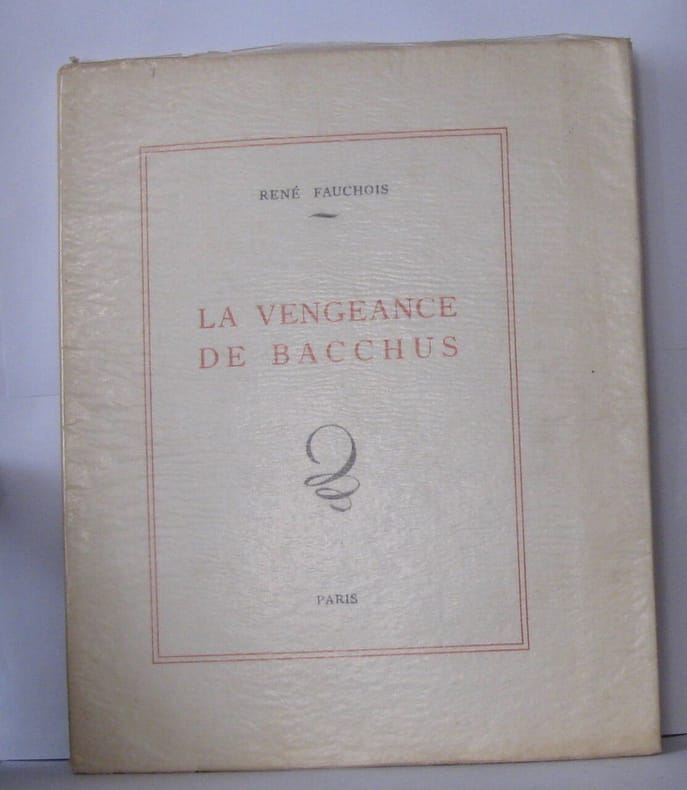 RENÉ FAUCHOIS
LA VENGEANCE
DE BACCHUS
PARIS